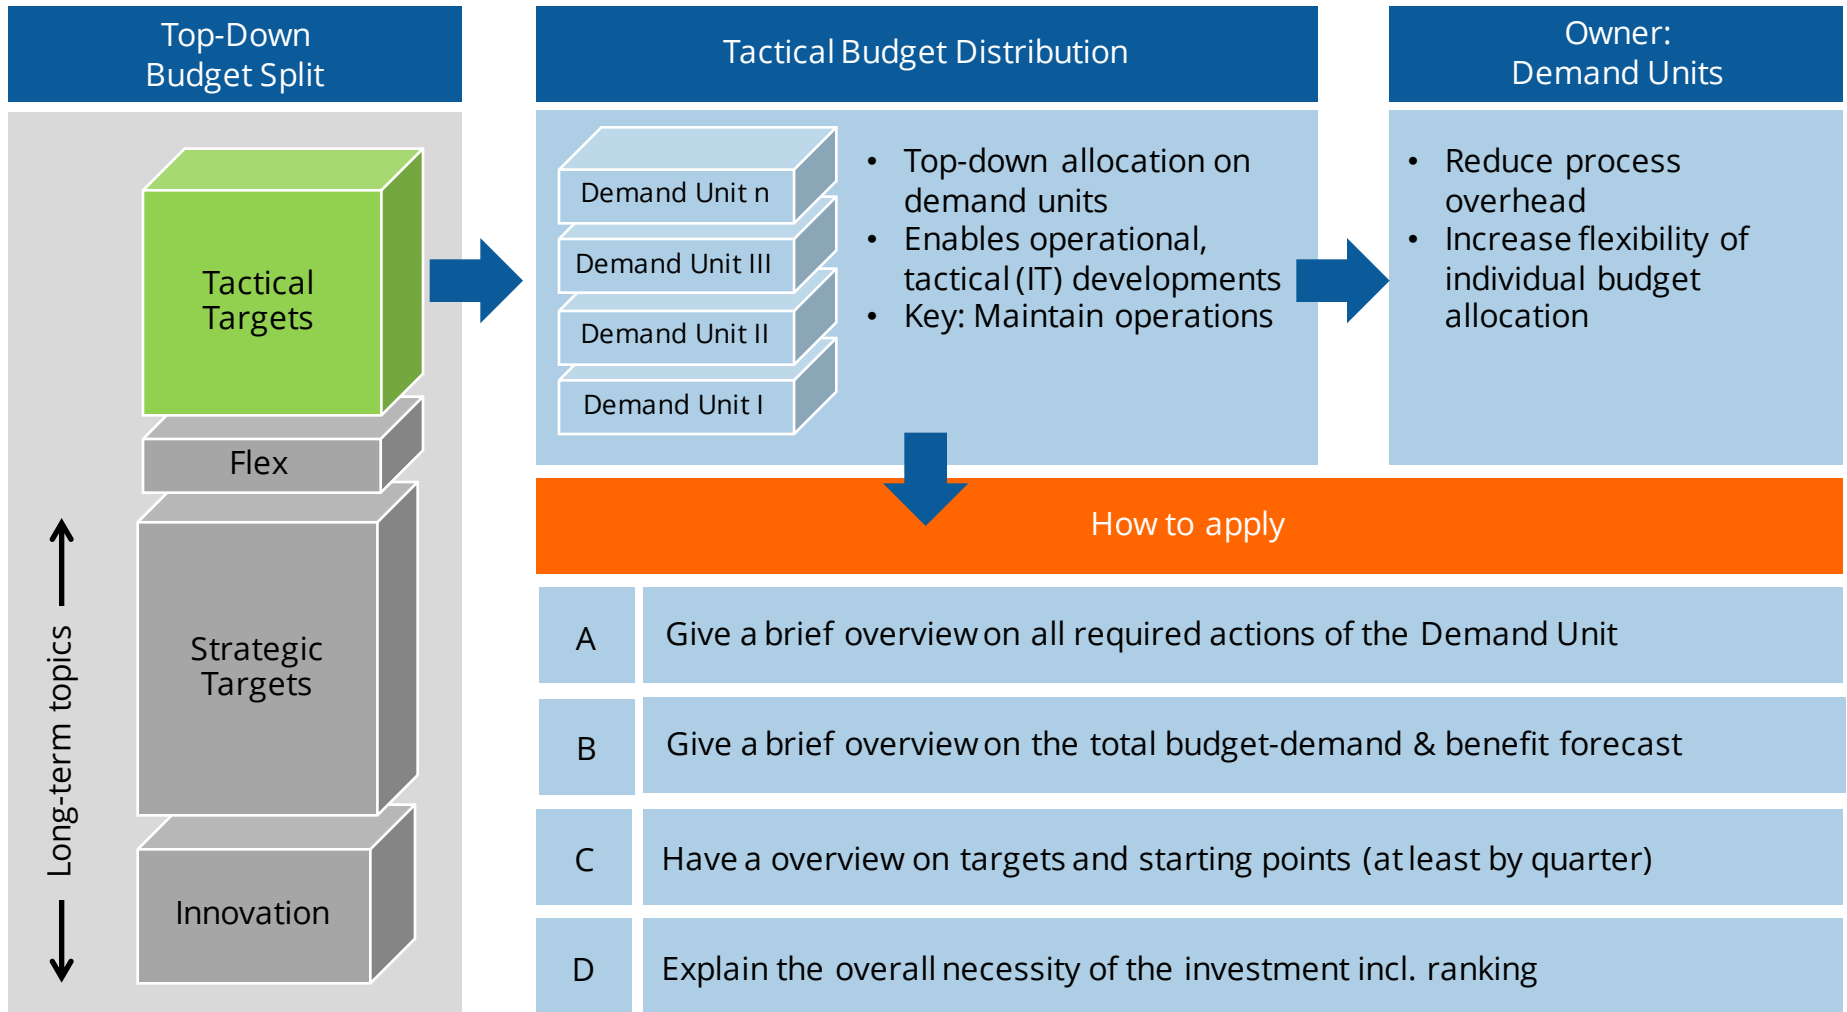 Top-Down
Budget Split
Tactical
Targets
Flex
Strategic
Targets
Innovation
Long-term topics
Tactical Budget Distribution
Demand Unit n
Demand Unit III
Demand Unit II
Demand Unit I
• Top-down allocation on
demand units
• Enables operational,
tactical (IT) developments
• Key: Maintain operations
Owner:
Demand Units
• Reduce process
overhead
• Increase flexibility of
individual budget
allocation
How to apply
A Give a brief overview on all required actions of the Demand Unit
B Give a brief overview on the total budget-demand & benefit forecast
C Have a overview on targets and starting points (at least by quarter)
D Explain the overall necessity of the investment incl. ranking